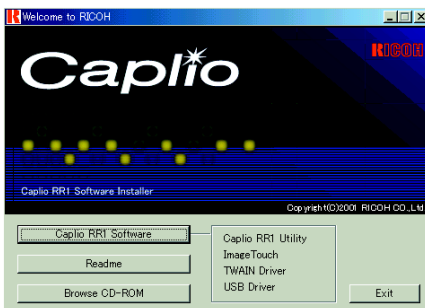 Welcome to RICOH
RICOH
Caplio
Caplio RR1 Software Installer
Copyright(C)2001 RICOH CO.,Ltd
Caplio RR1 Software
Readme
Browse CD-ROM
Caplio RR1 Utility
ImageTouch
TWAIN Driver
USB Driver
Exit